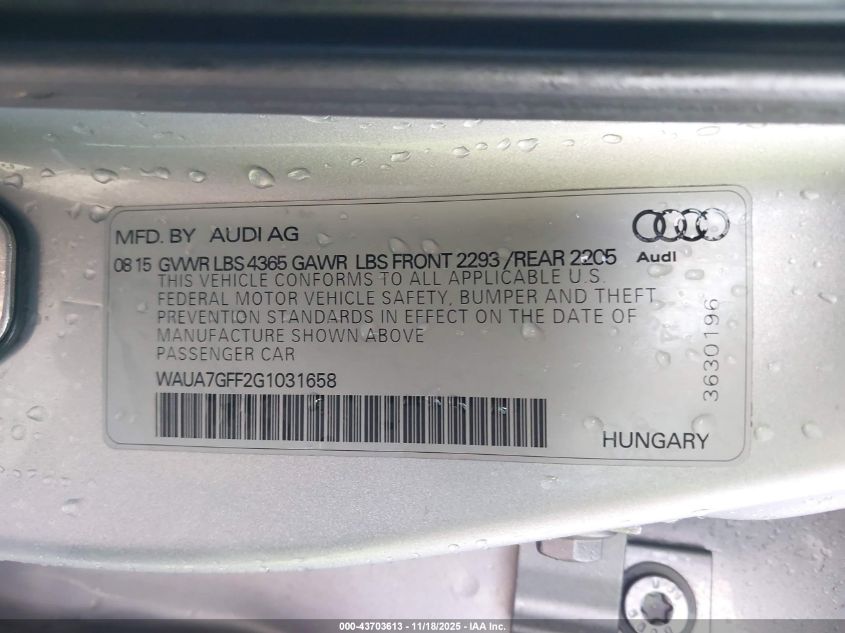 MFD. BY AUDI AG
Audi
08 15 GVWR LBS 4365 GAWR LBS FRONT 2293 /REAR 2205
THIS VEHICLE CONFORMS TO ALL APPLICABLE U.S.
FEDERAL MOTOR VEHICLE SAFETY, BUMPER AND THEFT
PREVENTION STANDARDS IN EFFECT ON THE DATE OF
MANUFACTURE SHOWN ABOVE
PASSENGER CAR
WAUA7GFF2G1031658
HUNGARY
3630196
000-43703613 - 11/18/2025 - IAA Inc.